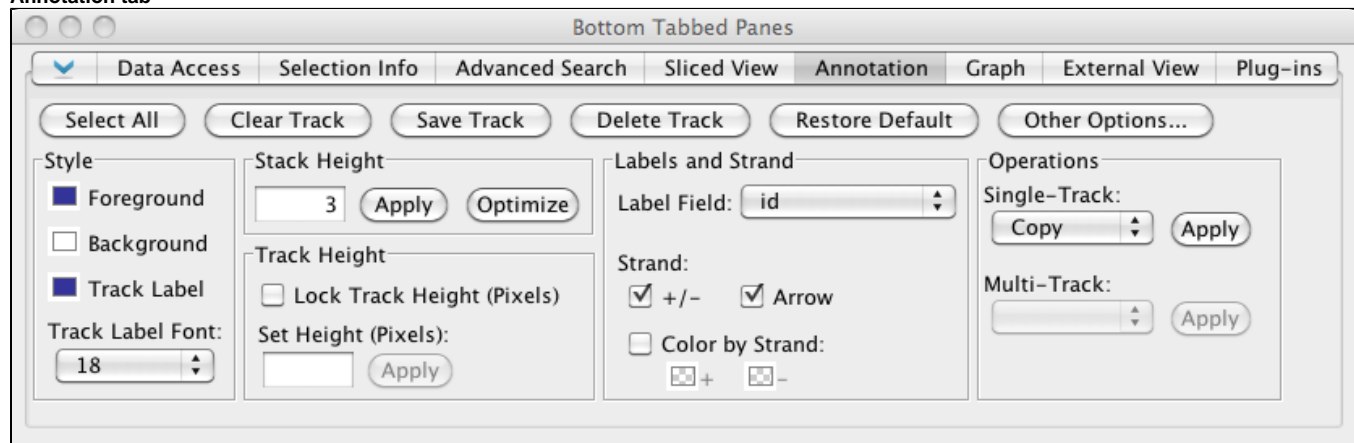 Annotation tab
Bottom Tabbed Panes
Data Access Selection Info Advanced Search Sliced View Annotation Graph External View Plug-ins
Select All Clear Track Save Track Delete Track Restore Default Other Options...
Style
Foreground
Background
Track Label
Track Label Font:
18
Stack Height
3 Apply Optimize
Track Height
Lock Track Height (Pixels)
Set Height (Pixels):
Apply
Labels and Strand
Label Field: id
Strand:
+/- Arrow
Color by Strand:
+ -
Operations
Single-Track:
Copy Apply
Multi-Track:
Apply